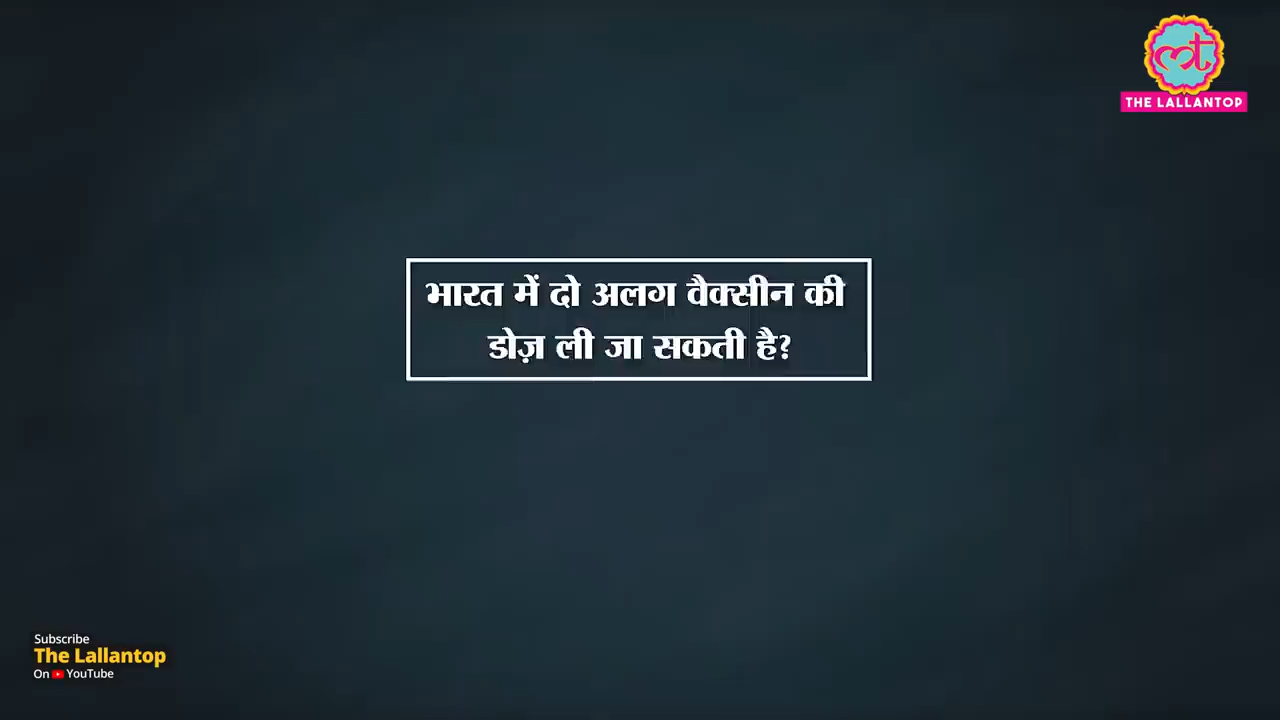 THE LALLANTOP
भारत में दो अलग वैक्सीन की
डोज़ ली जा सकती है?
Subscribe
The Lallantop
On YouTube